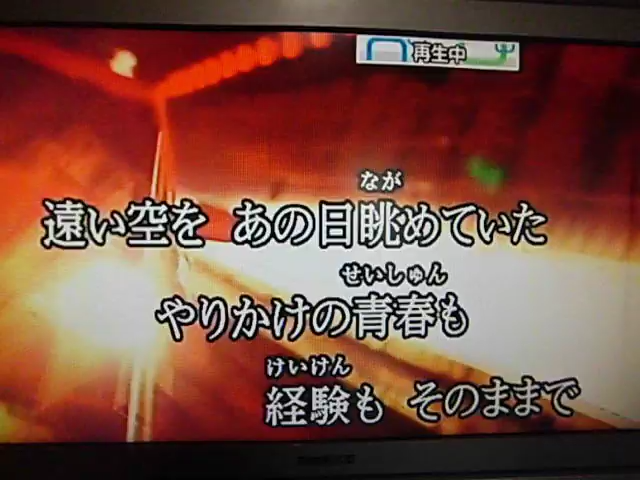 再生中
なが
遠い空を あの日眺めていた
せいしゅん
やりかけの青春も
けいけん
経験も そのままで